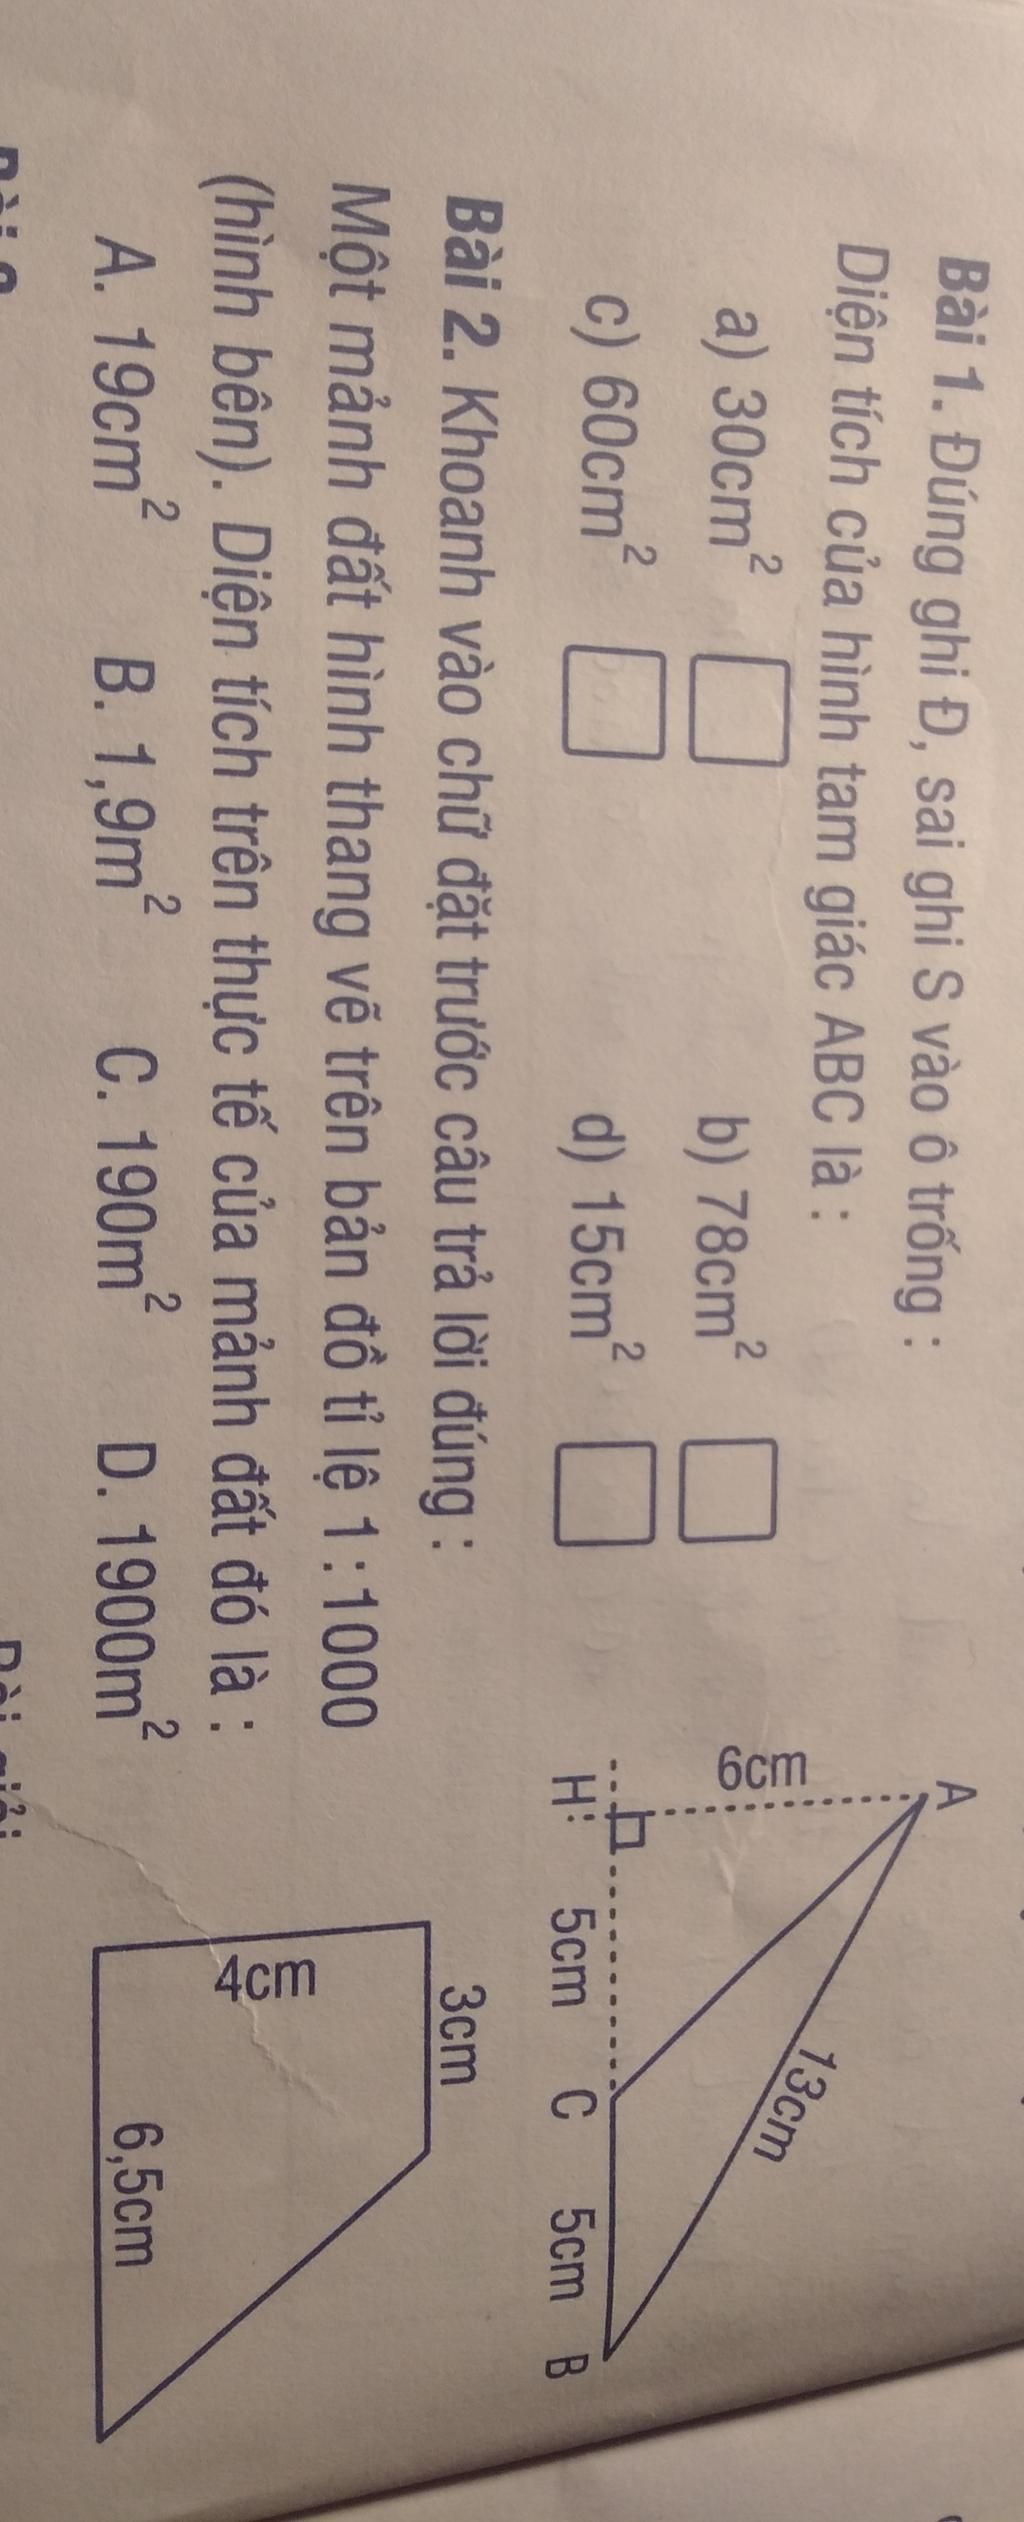 Bài 1. Đúng ghi Đ, sai ghi S vào ô trống :
Diện tích của hình tam giác ABC là :
a) 30cm²
b) 78cm²
c) 60cm²
d) 15cm²
A
6cm
13cm
H
5cm
C
5cm
B
Bài 2. Khoanh vào chữ đặt trước câu trả lời đúng :
Một mảnh đất hình thang vẽ trên bản đồ tỉ lệ 1 : 1000
(hình bên). Diện tích trên thực tế của mảnh đất đó là :
A. 19cm²
B. 1,9m²
C. 190m²
D. 1900m²
3cm
4cm
6,5cm